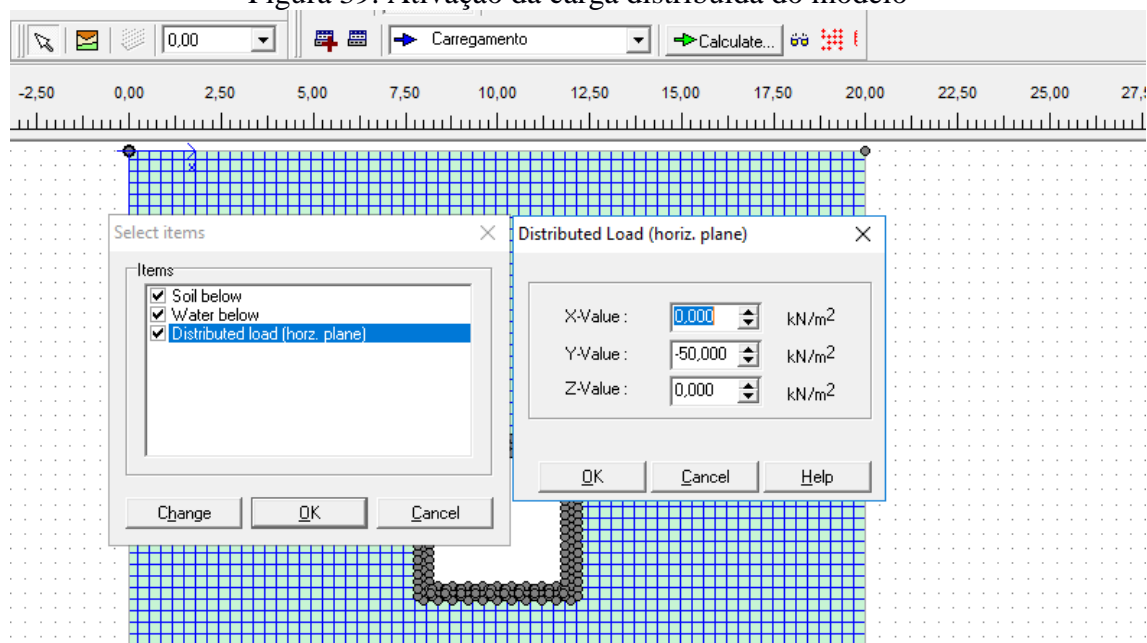 Figura 39: Ativação da carga distribuída do modelo
0,00 Carregamento Calculate...
-2,50 0,00 2,50 5,00 7,50 10,00 12,50 15,00 17,50 20,00 22,50 25,00
x
Select items
Items
Soil below
Water below
Distributed load (horz. plane)
Change OK Cancel
Distributed Load (horiz. plane)
X-Value : 0,000 kN/m2
Y-Value : -50,000 kN/m2
Z-Value : 0,000 kN/m2
OK Cancel Help